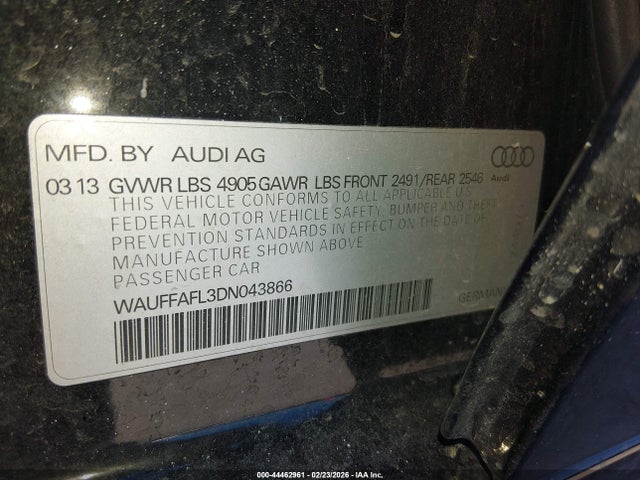 MFD. BY AUDI AG
Audi
03 13 GVWR LBS 4905 GAWR LBS FRONT 2491/REAR 2546
THIS VEHICLE CONFORMS TO ALL APPLICABLE U.S.
FEDERAL MOTOR VEHICLE SAFETY, BUMPER AND THEFT
PREVENTION STANDARDS IN EFFECT ON THE DATE OF
MANUFACTURE SHOWN ABOVE
PASSENGER CAR
WAUFFAFL3DN043866
GERMAN
000-44462961 - 02/23/2026 - IAA Inc.